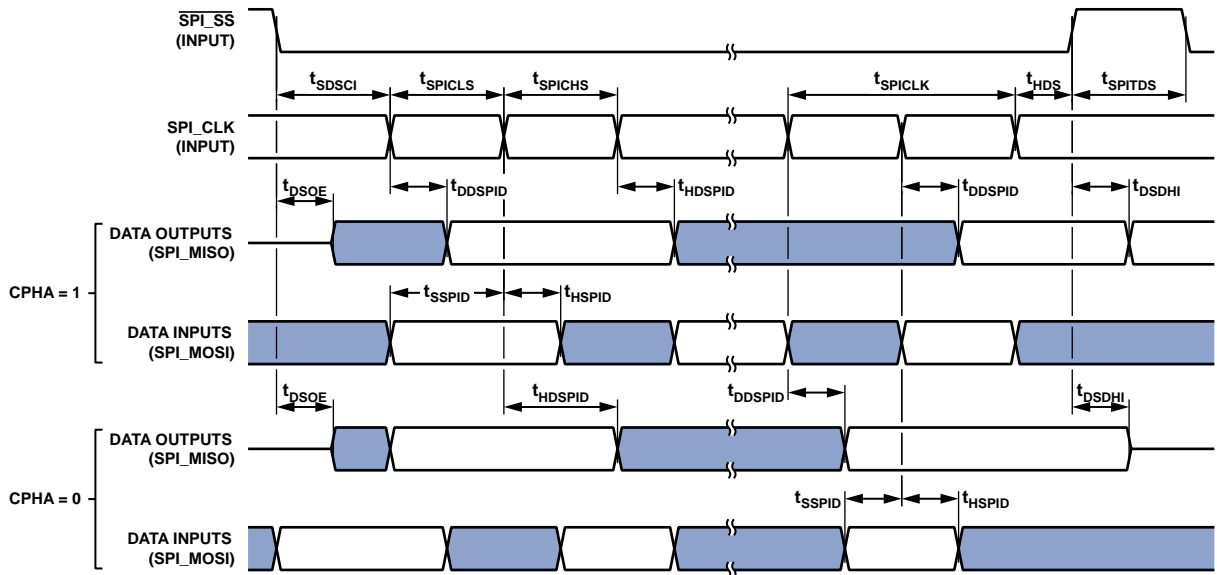 SPI_SS
(INPUT)
tSDSCI tSPICLS tSPICHS tSPICLK tHDS tSPITDS
SPI_CLK
(INPUT)
tDSOE tDDSPID tHDSPID tDDSPID tDSDHI
DATA OUTPUTS
(SPI_MISO)
CPHA = 1
tSSPID tHSPID
DATA INPUTS
(SPI_MOSI)
tDSOE tHDSPID tDDSPID tDSDHI
DATA OUTPUTS
(SPI_MISO)
CPHA = 0
tSSPID tHSPID
DATA INPUTS
(SPI_MOSI)